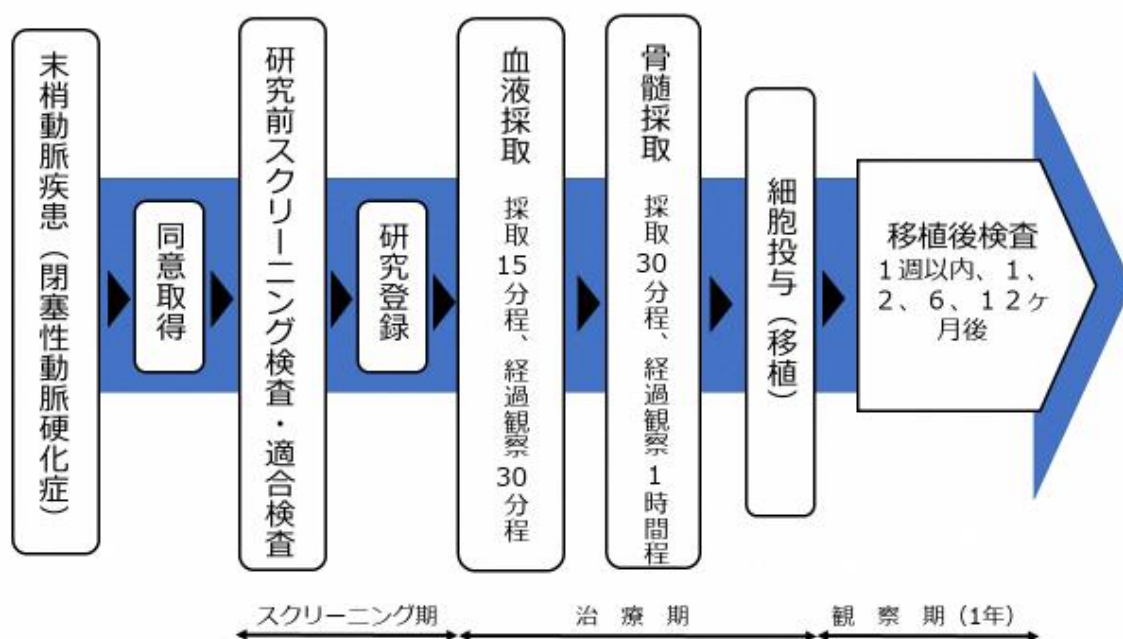 末梢動脈疾患（閉塞性動脈硬化症）
同意取得
研究前スクリーニング検査・適合検査
研究登録
血液採取 採取15分程、経過観察30分程
骨髄採取 採取30分程、経過観察1時間程
細胞投与（移植）
移植後検査
１週以内、１、
２、６、１２ヶ
月後
スクリーニング期
治 療 期
観 察 期（1年）